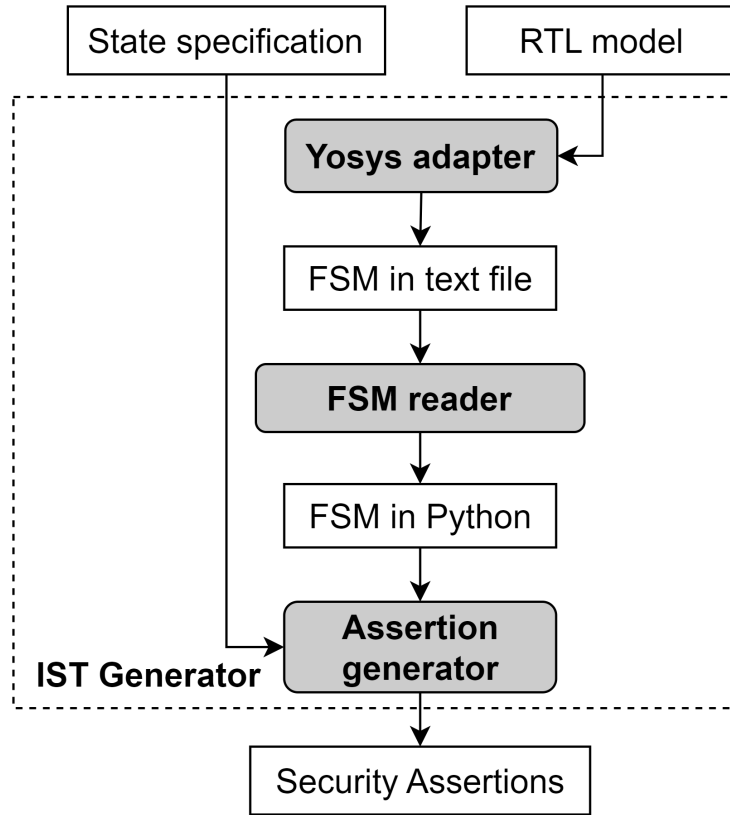 State specification
RTL model
Yosys adapter
FSM in text file
FSM reader
FSM in Python
Assertion
generator
IST Generator
Security Assertions